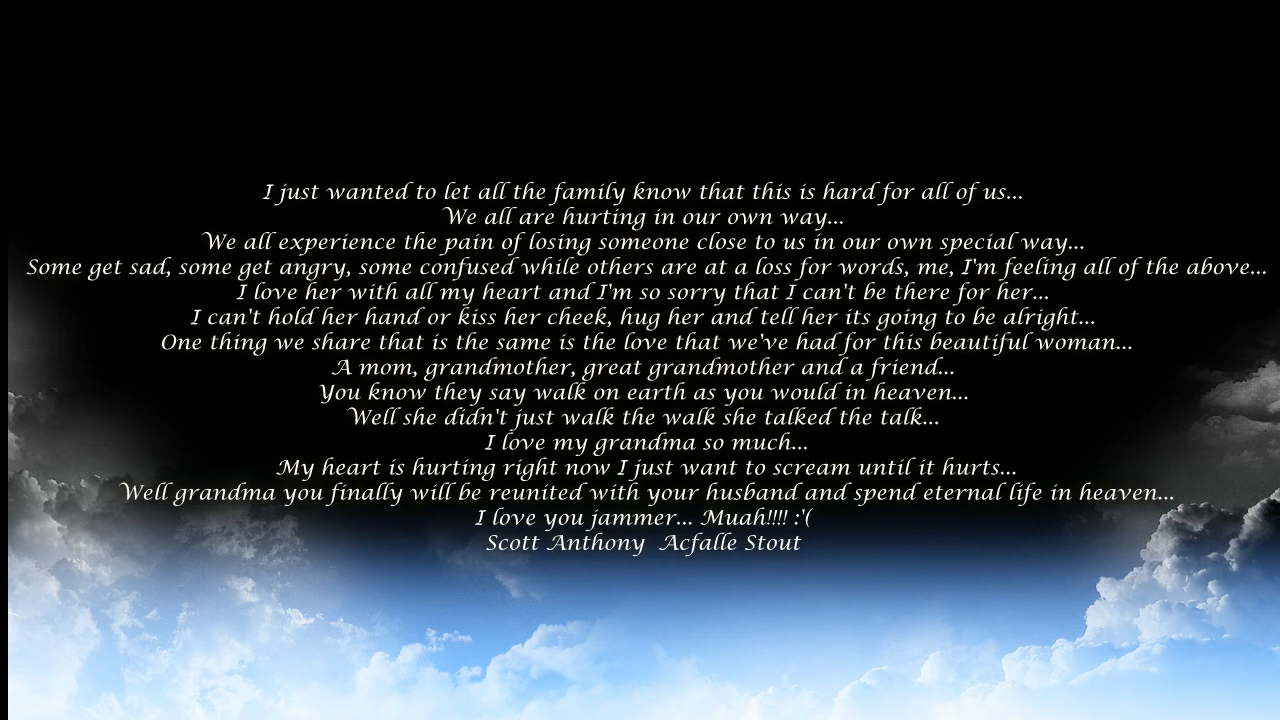 I just wanted to let all the family know that this is hard for all of us...
We all are hurting in our own way...
We all experience the pain of losing someone close to us in our own special way...
Some get sad, some get angry, some confused while others are at a loss for words, me, I'm feeling all of the above...
I love her with all my heart and I'm so sorry that I can't be there for her...
I can't hold her hand or kiss her cheek, hug her and tell her its going to be alright...
One thing we share that is the same is the love that we've had for this beautiful woman...
A mom, grandmother, great grandmother and a friend...
You know they say walk on earth as you would in heaven...
Well she didn't just walk the walk she talked the talk...
I love my grandma so much...
My heart is hurting right now I just want to scream until it hurts...
Well grandma you finally will be reunited with your husband and spend eternal life in heaven...
I love you jammer... Muah!!!! :'(
Scott Anthony  Acfalle Stout